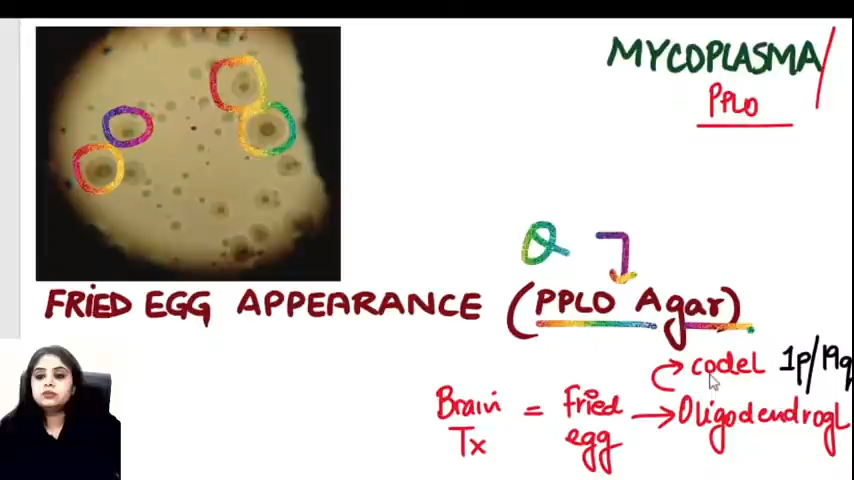 MYCOPLASMA/
PPLO
Q
FRIED EGG APPEARANCE (PPLO Agar)
codel 1p/19q
Brain = Fried → Oligodendrogl
Tx egg